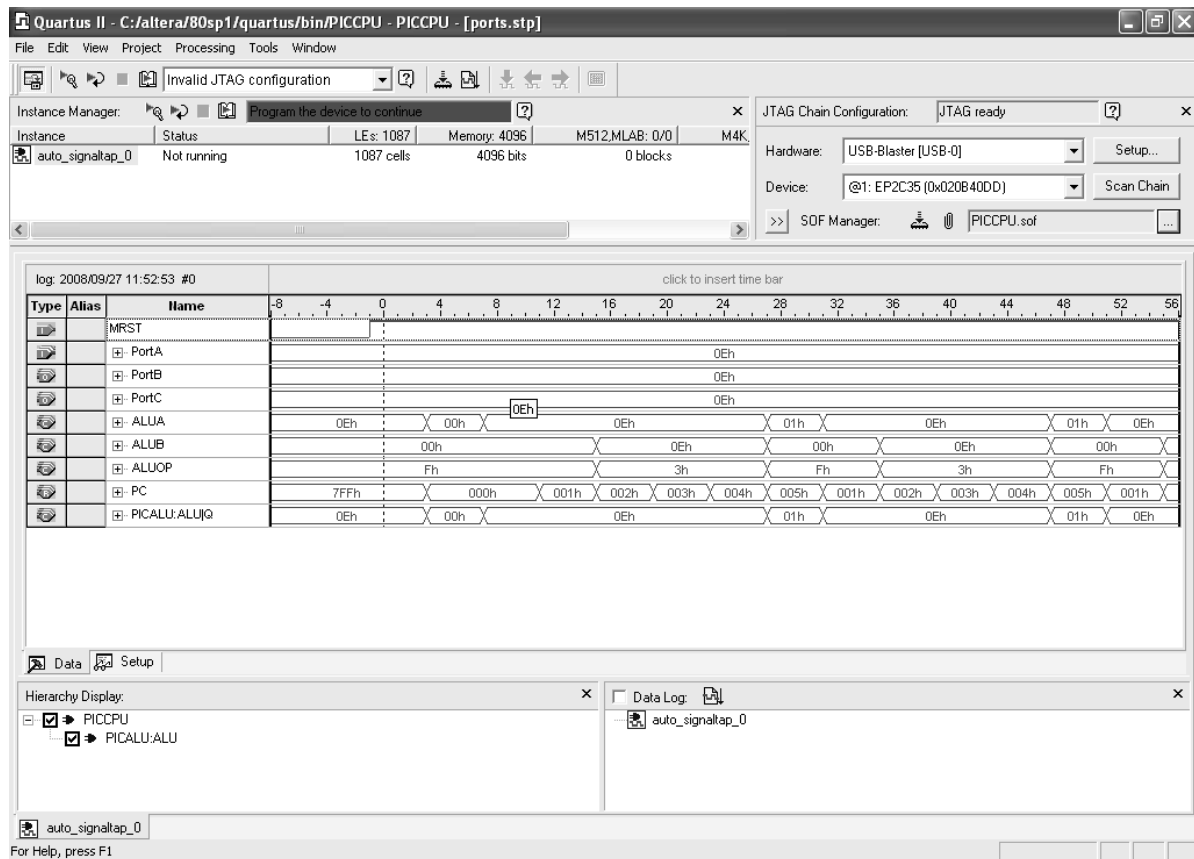 Quartus II - C:/altera/80sp1/quartus/bin/PICCPU - PICCPU - [ports.stp]
File Edit View Project Processing Tools Window
Invalid JTAG configuration
Instance Manager: Program the device to continue
Instance Status LEs: 1087 Memory: 4096 M512,MLAB: 0/0 M4K,
auto_signaltap_0 Not running 1087 cells 4096 bits 0 blocks
JTAG Chain Configuration: JTAG ready
Hardware: USB-Blaster [USB-0] Setup...
Device: @1: EP2C35 (0x020B40DD) Scan Chain
>> SOF Manager: PICCPU.sof ...
log: 2008/09/27 11:52:53 #0 click to insert time bar
Type Alias Name -8 -4 0 4 8 12 16 20 24 28 32 36 40 44 48 52 56
MRST
PortA 0Eh
PortB 0Eh
PortC 0Eh
0Eh
ALUA 0Eh 00h 0Eh 01h 0Eh 01h 0Eh
ALUB 00h 0Eh 00h 0Eh 00h
ALUOP Fh 3h Fh 3h Fh
PC 7FFh 000h 001h 002h 003h 004h 005h 001h 002h 003h 004h 005h 001h
PICALU:ALU|Q 0Eh 00h 0Eh 01h 0Eh 01h 0Eh
Data Setup
Hierarchy Display:
PICCPU
PICALU:ALU
Data Log:
auto_signaltap_0
auto_signaltap_0
For Help, press F1